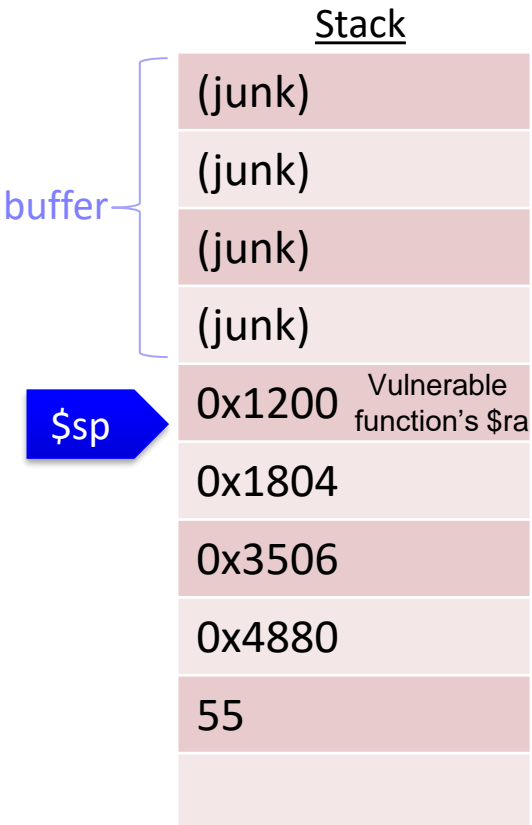 Stack
(junk)
(junk)
buffer
(junk)
(junk)
$sp
0x1200
Vulnerable
function's $ra
0x1804
0x3506
0x4880
55